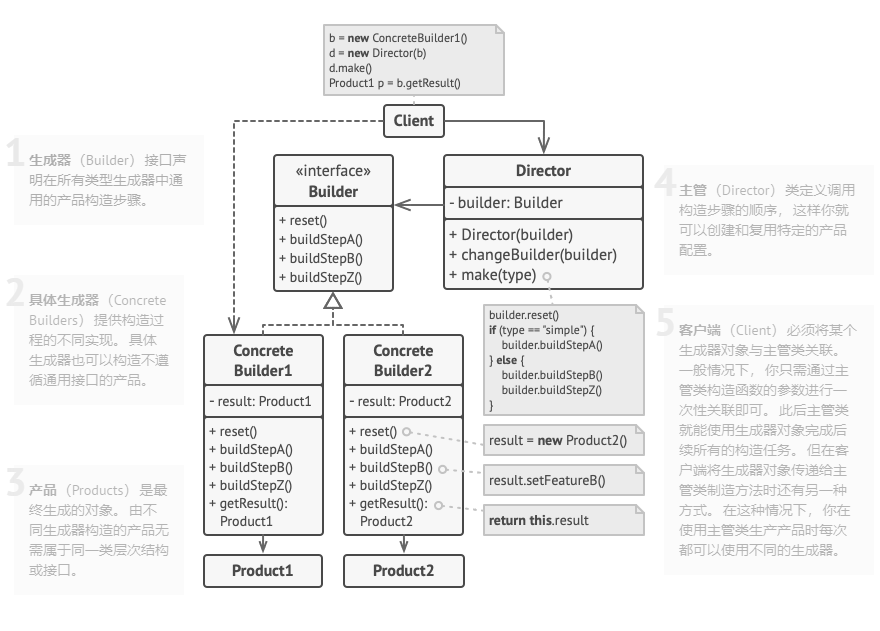 b = new ConcreteBuilder1()
d = new Director(b)
d.make()
Product1 p = b.getResult()
Client
1
生成器（Builder）接口声
明在所有类型生成器中通
用的产品构造步骤。
«interface»
Builder
+ reset()
+ buildStepA()
+ buildStepB()
+ buildStepZ()
Director
- builder: Builder
+ Director(builder)
+ changeBuilder(builder)
+ make(type)
4
主管（Director）类定义调用
构造步骤的顺序， 这样你就
可以创建和复用特定的产品
配置。
2
具体生成器（Concrete
Builders）提供构造过
程的不同实现。 具体
生成器也可以构造不遵
循通用接口的产品。
builder.reset()
if (type == "simple") {
builder.buildStepA()
} else {
builder.buildStepB()
builder.buildStepZ()
}
5
客户端（Client）必须将某个
生成器对象与主管类关联。
一般情况下， 你只需通过主
管类构造函数的参数进行一
次性关联即可。 此后主管类
就能使用生成器对象完成后
续所有的构造任务。 但在客
户端将生成器对象传递给主
管类制造方法时还有另一种
方式。 在这种情况下， 你在
使用主管类生产产品时每次
都可以使用不同的生成器。
Concrete
Builder1
- result: Product1
+ reset()
+ buildStepA()
+ buildStepB()
+ buildStepZ()
+ getResult():
Product1
Concrete
Builder2
- result: Product2
+ reset()
+ buildStepA()
+ buildStepB()
+ buildStepZ()
+ getResult():
Product2
result = new Product2()
result.setFeatureB()
return this.result
3
产品（Products）是最
终生成的对象。 由不
同生成器构造的产品无
需属于同一类层次结构
或接口。
Product1
Product2